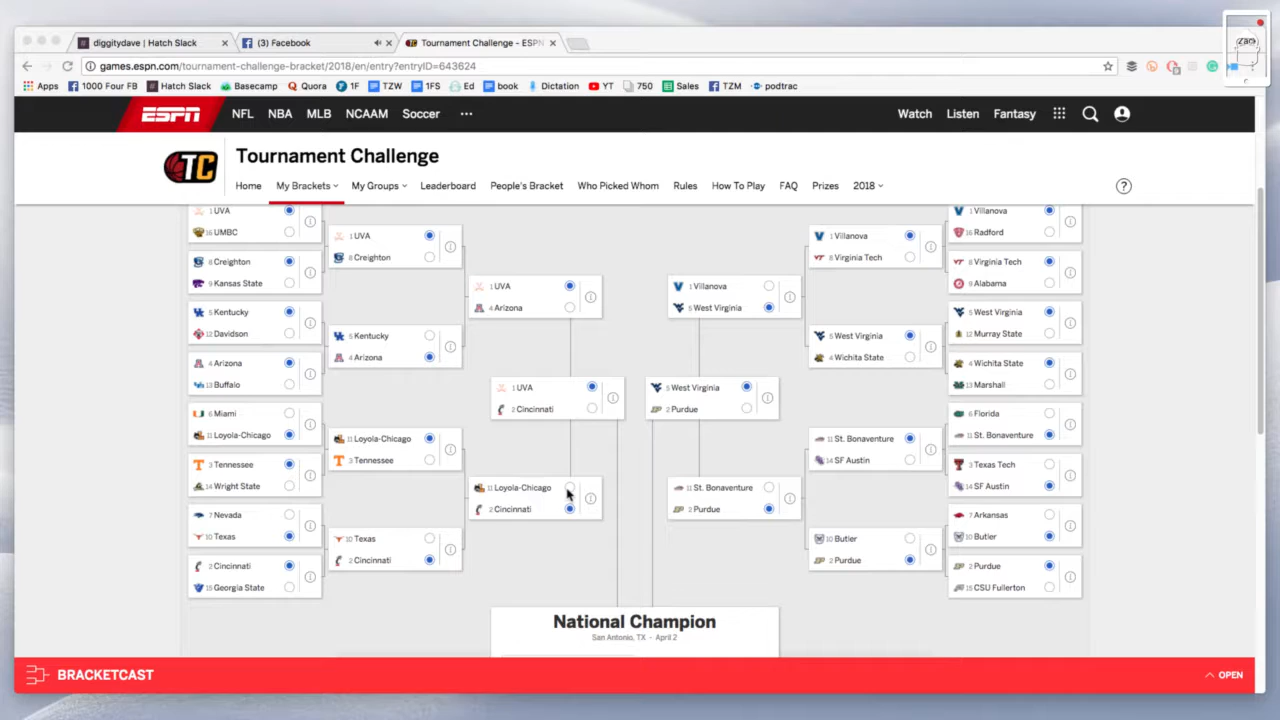 diggitydave | Hatch Slack
(3) Facebook
Tournament Challenge - ESPN
games.espn.com/tournament-challenge-bracket/2018/en/entry?entryID=643624
Apps 1000 Four FB Hatch Slack Basecamp Quora 1F TZW 1FS Ed book Dictation YT 750 Sales TZM podtrac
ESPN NFL NBA MLB NCAAM Soccer Watch Listen Fantasy
TC
Tournament Challenge
Home My Brackets My Groups Leaderboard People's Bracket Who Picked Whom Rules How To Play FAQ Prizes 2018
1 UVA
16 UMBC
8 Creighton
9 Kansas State
5 Kentucky
12 Davidson
4 Arizona
13 Buffalo
6 Miami
11 Loyola-Chicago
3 Tennessee
14 Wright State
7 Nevada
10 Texas
2 Cincinnati
15 Georgia State
1 UVA
8 Creighton
5 Kentucky
4 Arizona
11 Loyola-Chicago
3 Tennessee
10 Texas
2 Cincinnati
1 UVA
4 Arizona
11 Loyola-Chicago
2 Cincinnati
1 UVA
2 Cincinnati
5 West Virginia
2 Purdue
1 Villanova
5 West Virginia
11 St. Bonaventure
2 Purdue
1 Villanova
8 Virginia Tech
5 West Virginia
4 Wichita State
11 St. Bonaventure
14 SF Austin
10 Butler
2 Purdue
1 Villanova
16 Radford
8 Virginia Tech
9 Alabama
5 West Virginia
12 Murray State
4 Wichita State
13 Marshall
6 Florida
11 St. Bonaventure
3 Texas Tech
14 SF Austin
7 Arkansas
10 Butler
2 Purdue
15 CSU Fullerton
National Champion
San Antonio, TX - April 2
BRACKETCAST
OPEN